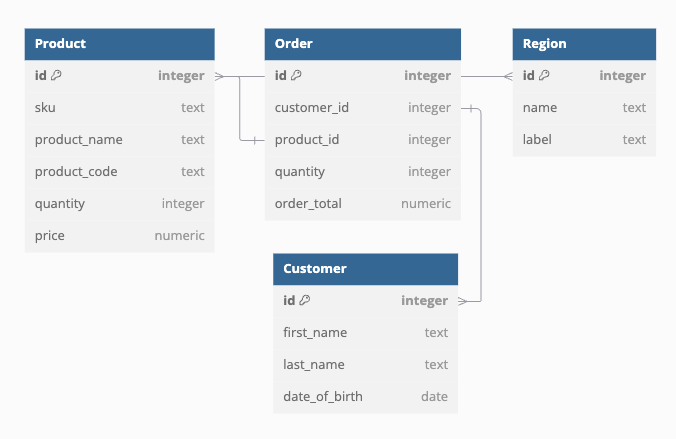 Product
id integer
sku text
product_name text
product_code text
quantity integer
price numeric
Order
id integer
customer_id integer
product_id integer
quantity integer
order_total numeric
Region
id integer
name text
label text
Customer
id integer
first_name text
last_name text
date_of_birth date